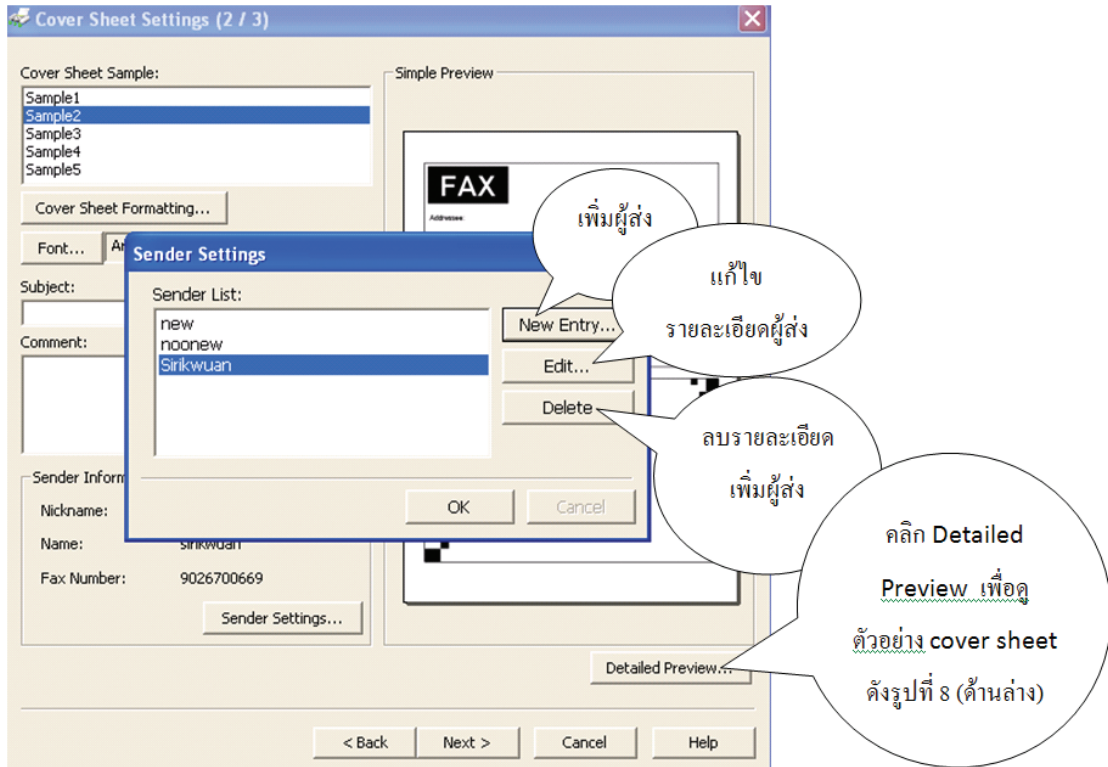 Cover Sheet Settings (2 / 3)
Cover Sheet Sample:
Sample1
Sample2
Sample3
Sample4
Sample5
Cover Sheet Formatting...
Font...
Subject:
Comment:
Simple Preview
FAX
Addressee:
Sender Settings
Sender List:
new
noonew
Sirikwuan
New Entry...
Edit...
Delete
OK
Cancel
เพิ่มผู้ส่ง
แก้ไข
รายละเอียดผู้ส่ง
ลบรายละเอียด
เพิ่มผู้ส่ง
คลิก Detailed
Preview เพื่อดู
ตัวอย่าง cover sheet
ดังรูปที่ 8 (ด้านล่าง)
Nickname:
Name: sirikwuan
Fax Number: 9026700669
Sender Settings...
Detailed Preview...
< Back
Next >
Cancel
Help